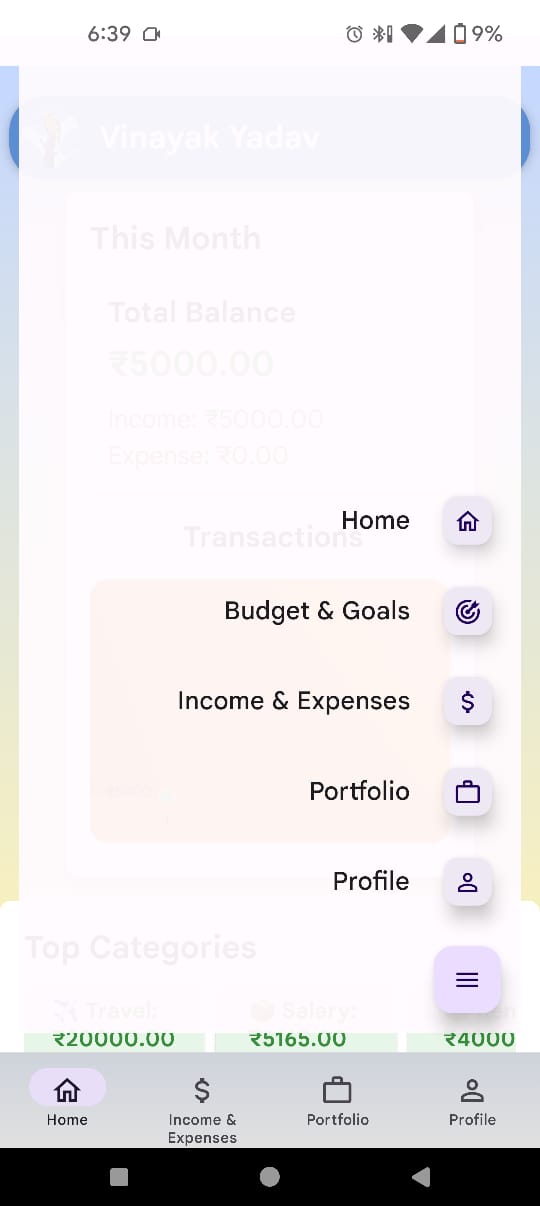 6:39
9%
Vinayak Yadav
This Month
Total Balance
₹5000.00
Income: ₹5000.00
Expense: ₹0.00
Home
Transactions
Budget & Goals
Income & Expenses
Portfolio
Profile
Top Categories
Travel: Salary:
₹20000.00 ₹5165.00 ₹4000
Home
Income &
Expenses
Portfolio
Profile